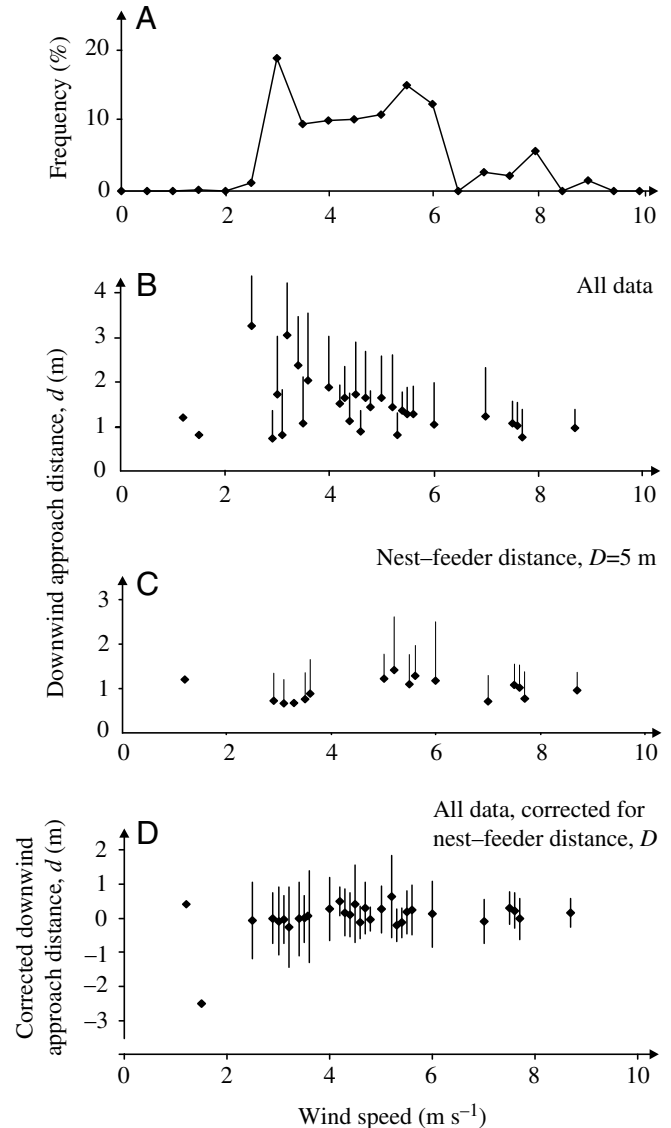 A
Frequency (%)
20
10
0
0 2 4 6 8 10
B
All data
Downwind approach distance, d (m)
4
3
2
1
0
0 2 4 6 8 10
Nest–feeder distance, D=5 m
C
3
2
1
0
0 2 4 6 8 10
All data, corrected for
nest–feeder distance, D
D
Corrected downwind
approach distance, d (m)
2
1
0
–1
–2
–3
0 2 4 6 8 10
Wind speed (m s–1)